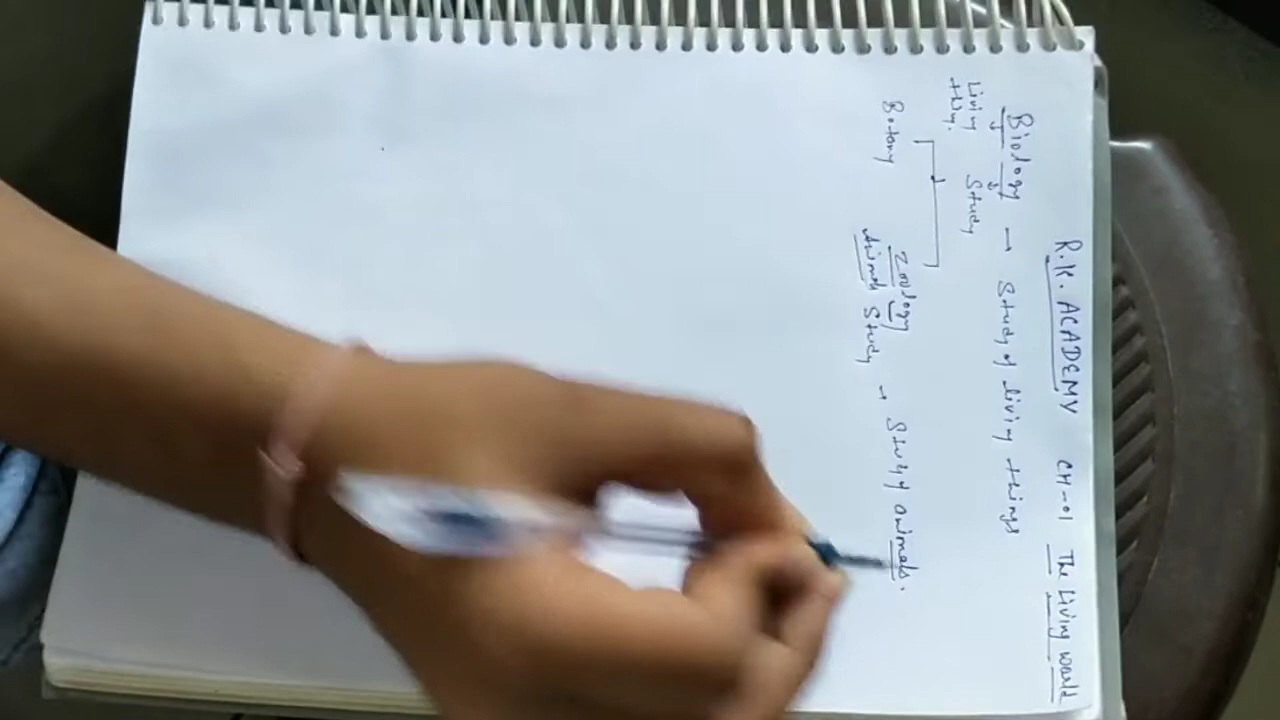 R.K. ACADEMY CH-01 The Living world
Biology → Study of living things
Living Study
thing.
Botany Zoology → Study animals.
Animal Study